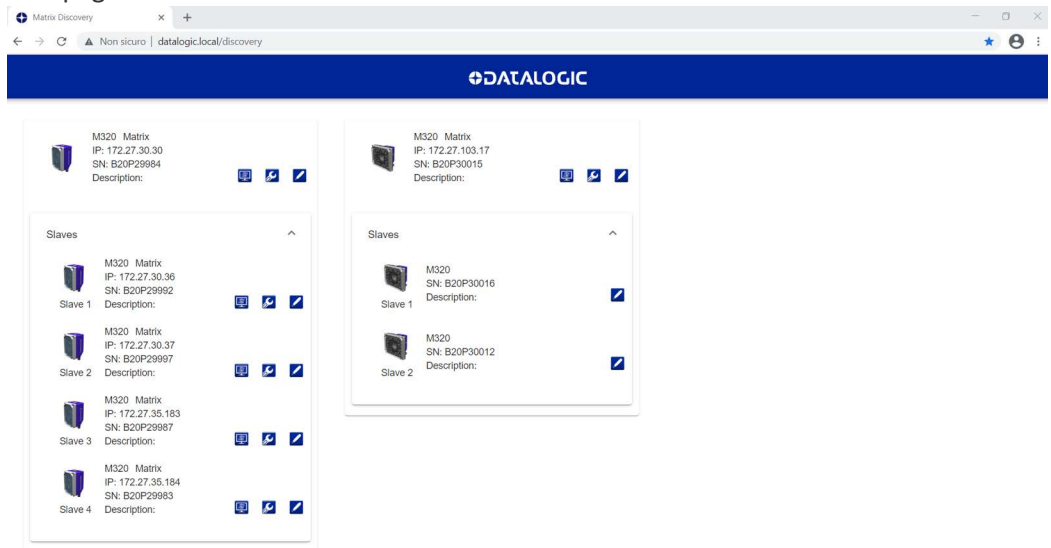 Matrix Discovery
Non sicuro | datalogic.local/discovery
DATALOGIC
M320 Matrix
IP: 172.27.30.30
SN: B20P29984
Description:
Slaves
M320 Matrix
IP: 172.27.30.36
SN: B20P29992
Slave 1 Description:
M320 Matrix
IP: 172.27.30.37
SN: B20P29997
Slave 2 Description:
M320 Matrix
IP: 172.27.35.183
SN: B20P29987
Slave 3 Description:
M320 Matrix
IP: 172.27.35.184
SN: B20P29983
Slave 4 Description:
M320 Matrix
IP: 172.27.103.17
SN: B20P30015
Description:
Slaves
M320
SN: B20P30016
Description:
Slave 1
M320
SN: B20P30012
Description:
Slave 2